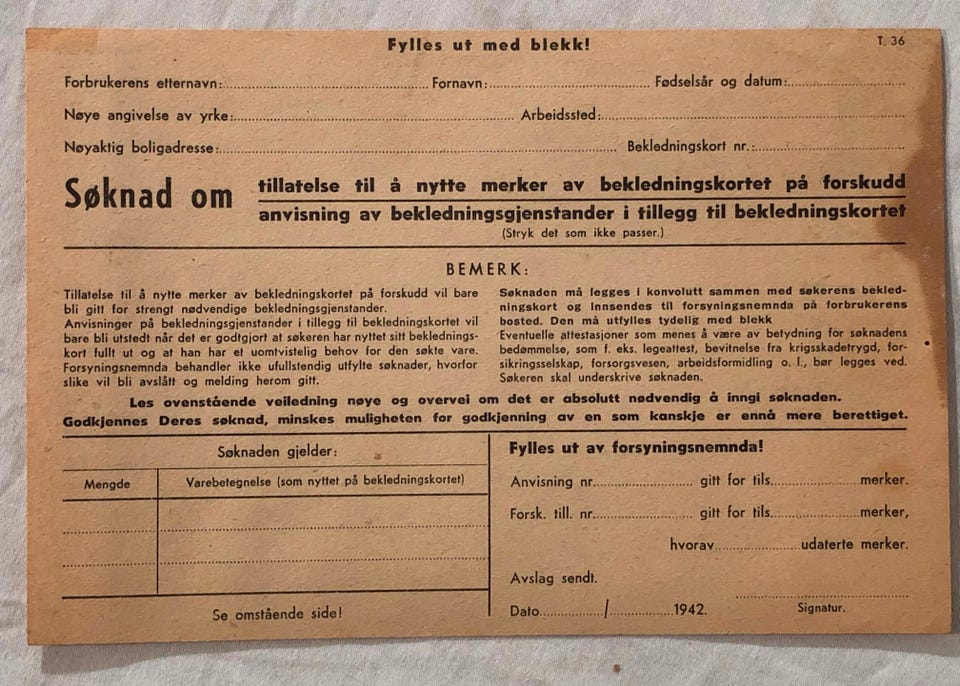 Fylles ut med blekk!
T. 36
Forbrukerens etternavn: Fornavn: Fødselsår og datum:
Nøye angivelse av yrke: Arbeidssted:
Nøyaktig boligadresse: Bekledningskort nr.:
Søknad om
tillatelse til å nytte merker av bekledningskortet på forskudd
anvisning av bekledningsgjenstander i tillegg til bekledningskortet
(Stryk det som ikke passer.)
BEMERK:
Tillatelse til å nytte merker av bekledningskortet på forskudd vil bare
bli gitt for strengt nødvendige bekledningsgjenstander.
Anvisninger på bekledningsgjenstander i tillegg til bekledningskortet vil
bare bli utstedt når det er godtgjort at søkeren har nyttet sitt beklednings-
kort fullt ut og at han har et uomtvistelig behov for den søkte vare.
Forsyningsnemnda behandler ikke ufullstendig utfylte søknader, hvorfor
slike vil bli avslått og melding herom gitt.
Søknaden må legges i konvolutt sammen med søkerens bekled-
ningskort og innsendes til forsyningsnemnda på forbrukerens
bosted. Den må utfylles tydelig med blekk
Eventuelle attestasjoner som menes å være av betydning for søknadens
bedømmelse, som f. eks. legeattest, bevitnelse fra krigsskadetrygd, for-
sikringsselskap, forsorgsvesen, arbeidsformidling o. l., bør legges ved.
Søkeren skal underskrive søknaden.
Les ovenstående veiledning nøye og overvei om det er absolutt nødvendig å inngi søknaden.
Godkjennes Deres søknad, minskes muligheten for godkjenning av en som kanskje er ennå mere berettiget.
Søknaden gjelder:
Mengde Varebetegnelse (som nyttet på bekledningskortet)
Se omstående side!
Fylles ut av forsyningsnemnda!
Anvisning nr. gitt for tils. merker.
Forsk. till. nr. gitt for tils. merker,
hvorav udaterte merker.
Avslag sendt.
Dato / 1942. Signatur.